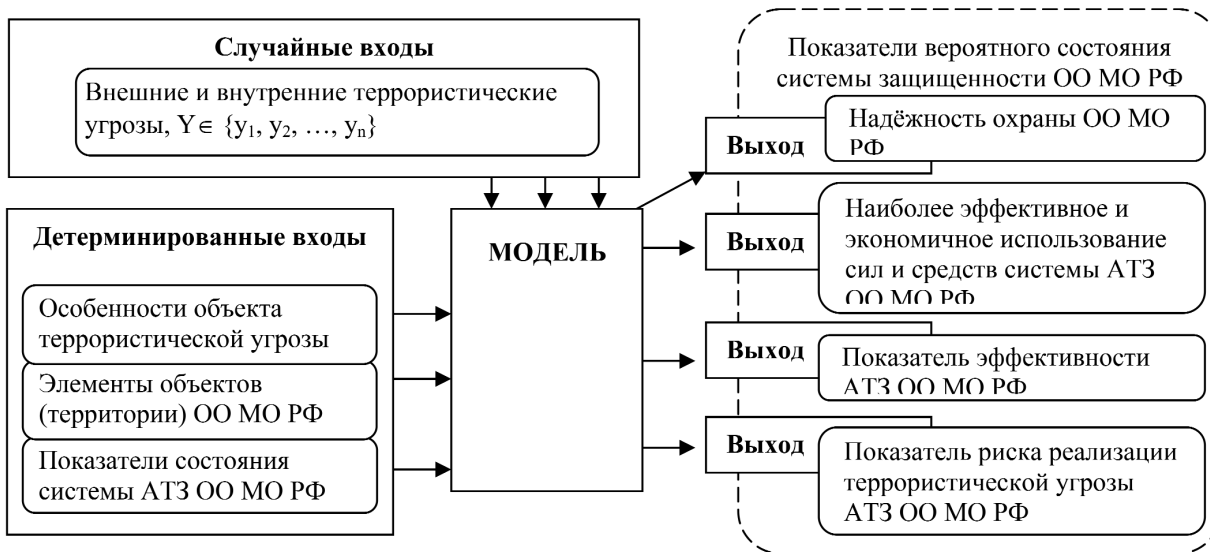 Случайные входы
Внешние и внутренние террористические
угрозы, Y∈ {y₁, y₂, …, yₙ}
Детерминированные входы
Особенности объекта
террористической угрозы
Элементы объектов
(территории) ОО МО РФ
Показатели состояния
системы АТЗ ОО МО РФ
МОДЕЛЬ
Показатели вероятного состояния
системы защищенности ОО МО РФ
Выход
Надёжность охраны ОО МО
РФ
Выход
Наиболее эффективное и
экономичное использование
сил и средств системы АТЗ
ОО МО РФ
Выход
Показатель эффективности
АТЗ ОО МО РФ
Выход
Показатель риска реализации
террористической угрозы
АТЗ ОО МО РФ